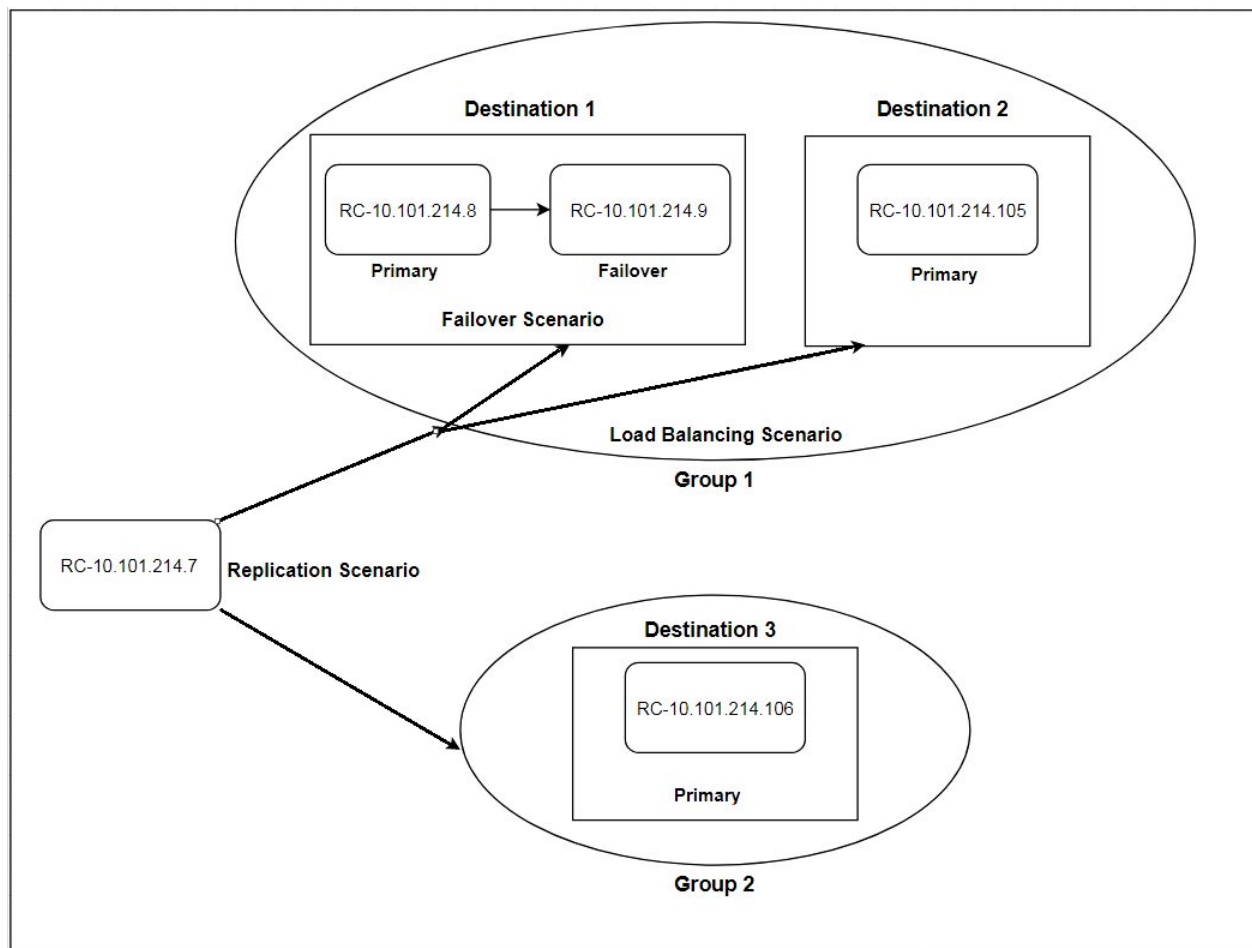 Destination 1
Destination 2
RC-10.101.214.8
RC-10.101.214.9
RC-10.101.214.105
Primary
Failover
Primary
Failover Scenario
Load Balancing Scenario
Group 1
RC-10.101.214.7
Replication Scenario
Destination 3
RC-10.101.214.106
Primary
Group 2